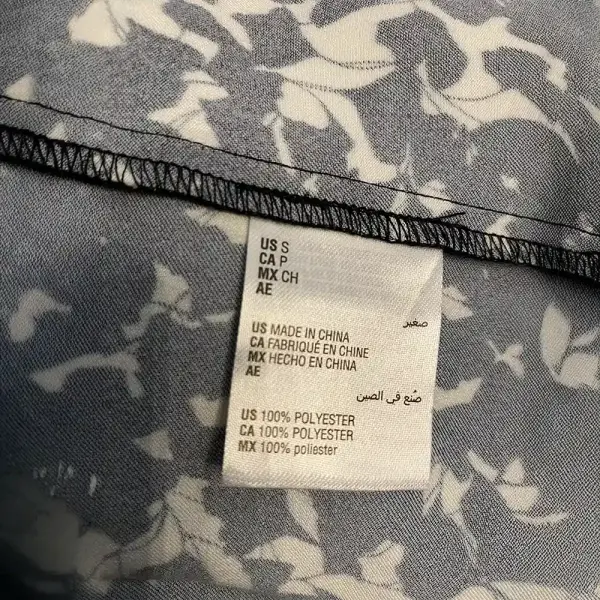 US S
CA P
MX CH
AE
صغير
US MADE IN CHINA
CA FABRIQUÉ EN CHINE
MX HECHO EN CHINA
AE
صُنع في الصين
US 100% POLYESTER
CA 100% POLYESTER
MX 100% poliester